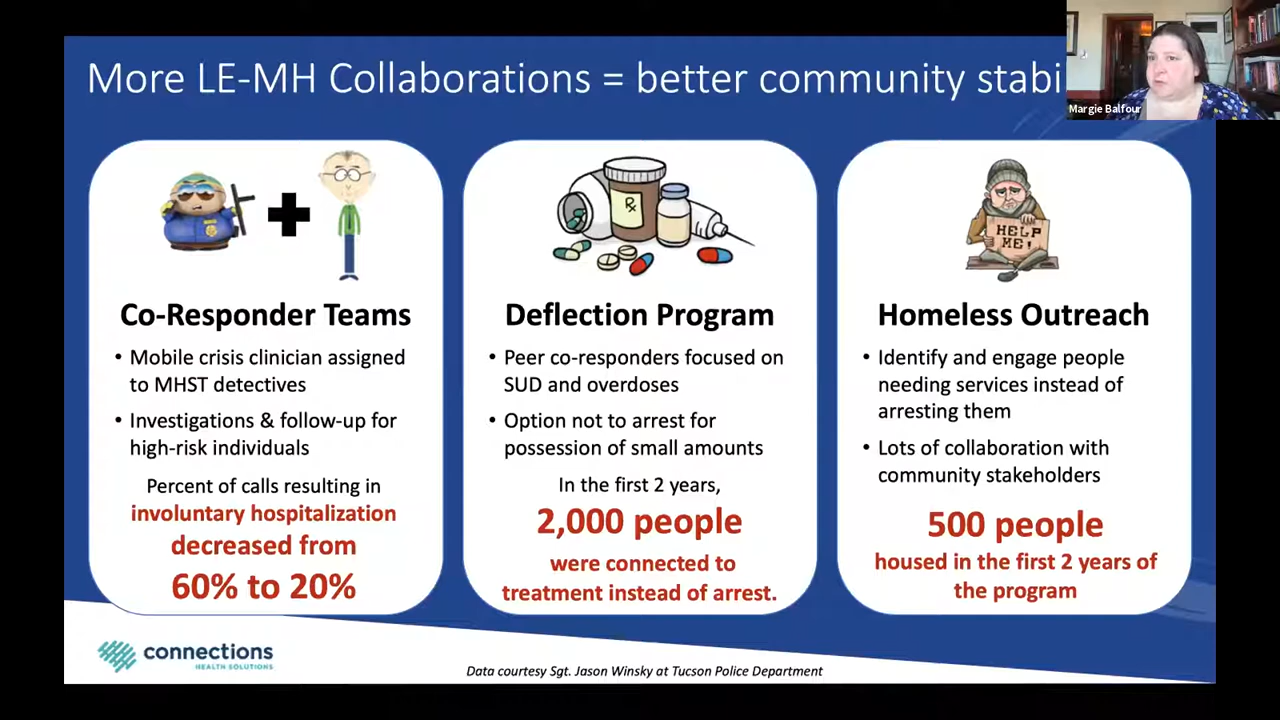 More LE-MH Collaborations = better community stabi
Margie Balfour
Rx
HELP
ME!
Co-Responder Teams
• Mobile crisis clinician assigned
to MHST detectives
• Investigations & follow-up for
high-risk individuals
Percent of calls resulting in
involuntary hospitalization
decreased from
60% to 20%
Deflection Program
• Peer co-responders focused on
SUD and overdoses
• Option not to arrest for
possession of small amounts
In the first 2 years,
2,000 people
were connected to
treatment instead of arrest.
Homeless Outreach
• Identify and engage people
needing services instead of
arresting them
• Lots of collaboration with
community stakeholders
500 people
housed in the first 2 years of
the program
connections
HEALTH SOLUTIONS
Data courtesy Sgt. Jason Winsky at Tucson Police Department